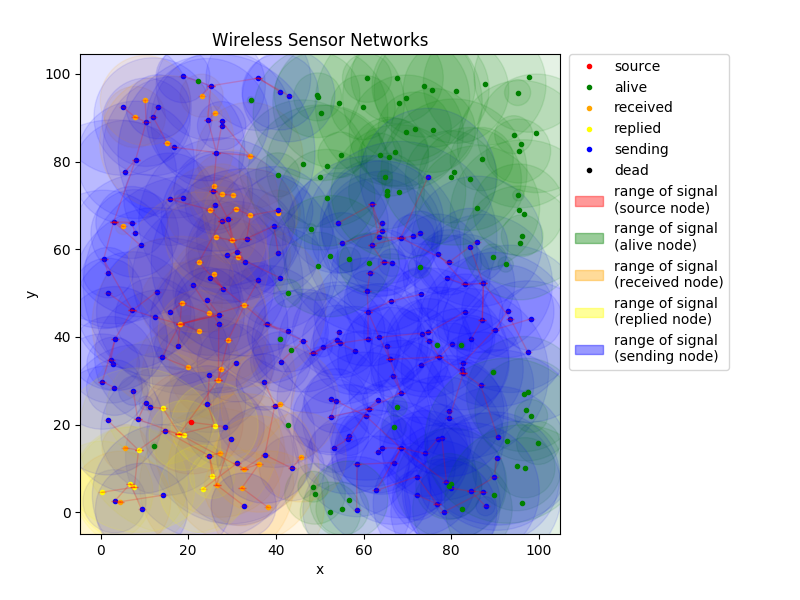 Wireless Sensor Networks
100
80
60
40
20
0
y
0
20
40
60
80
100
x
source
alive
received
replied
sending
dead
range of signal
(source node)
range of signal
(alive node)
range of signal
(received node)
range of signal
(replied node)
range of signal
(sending node)